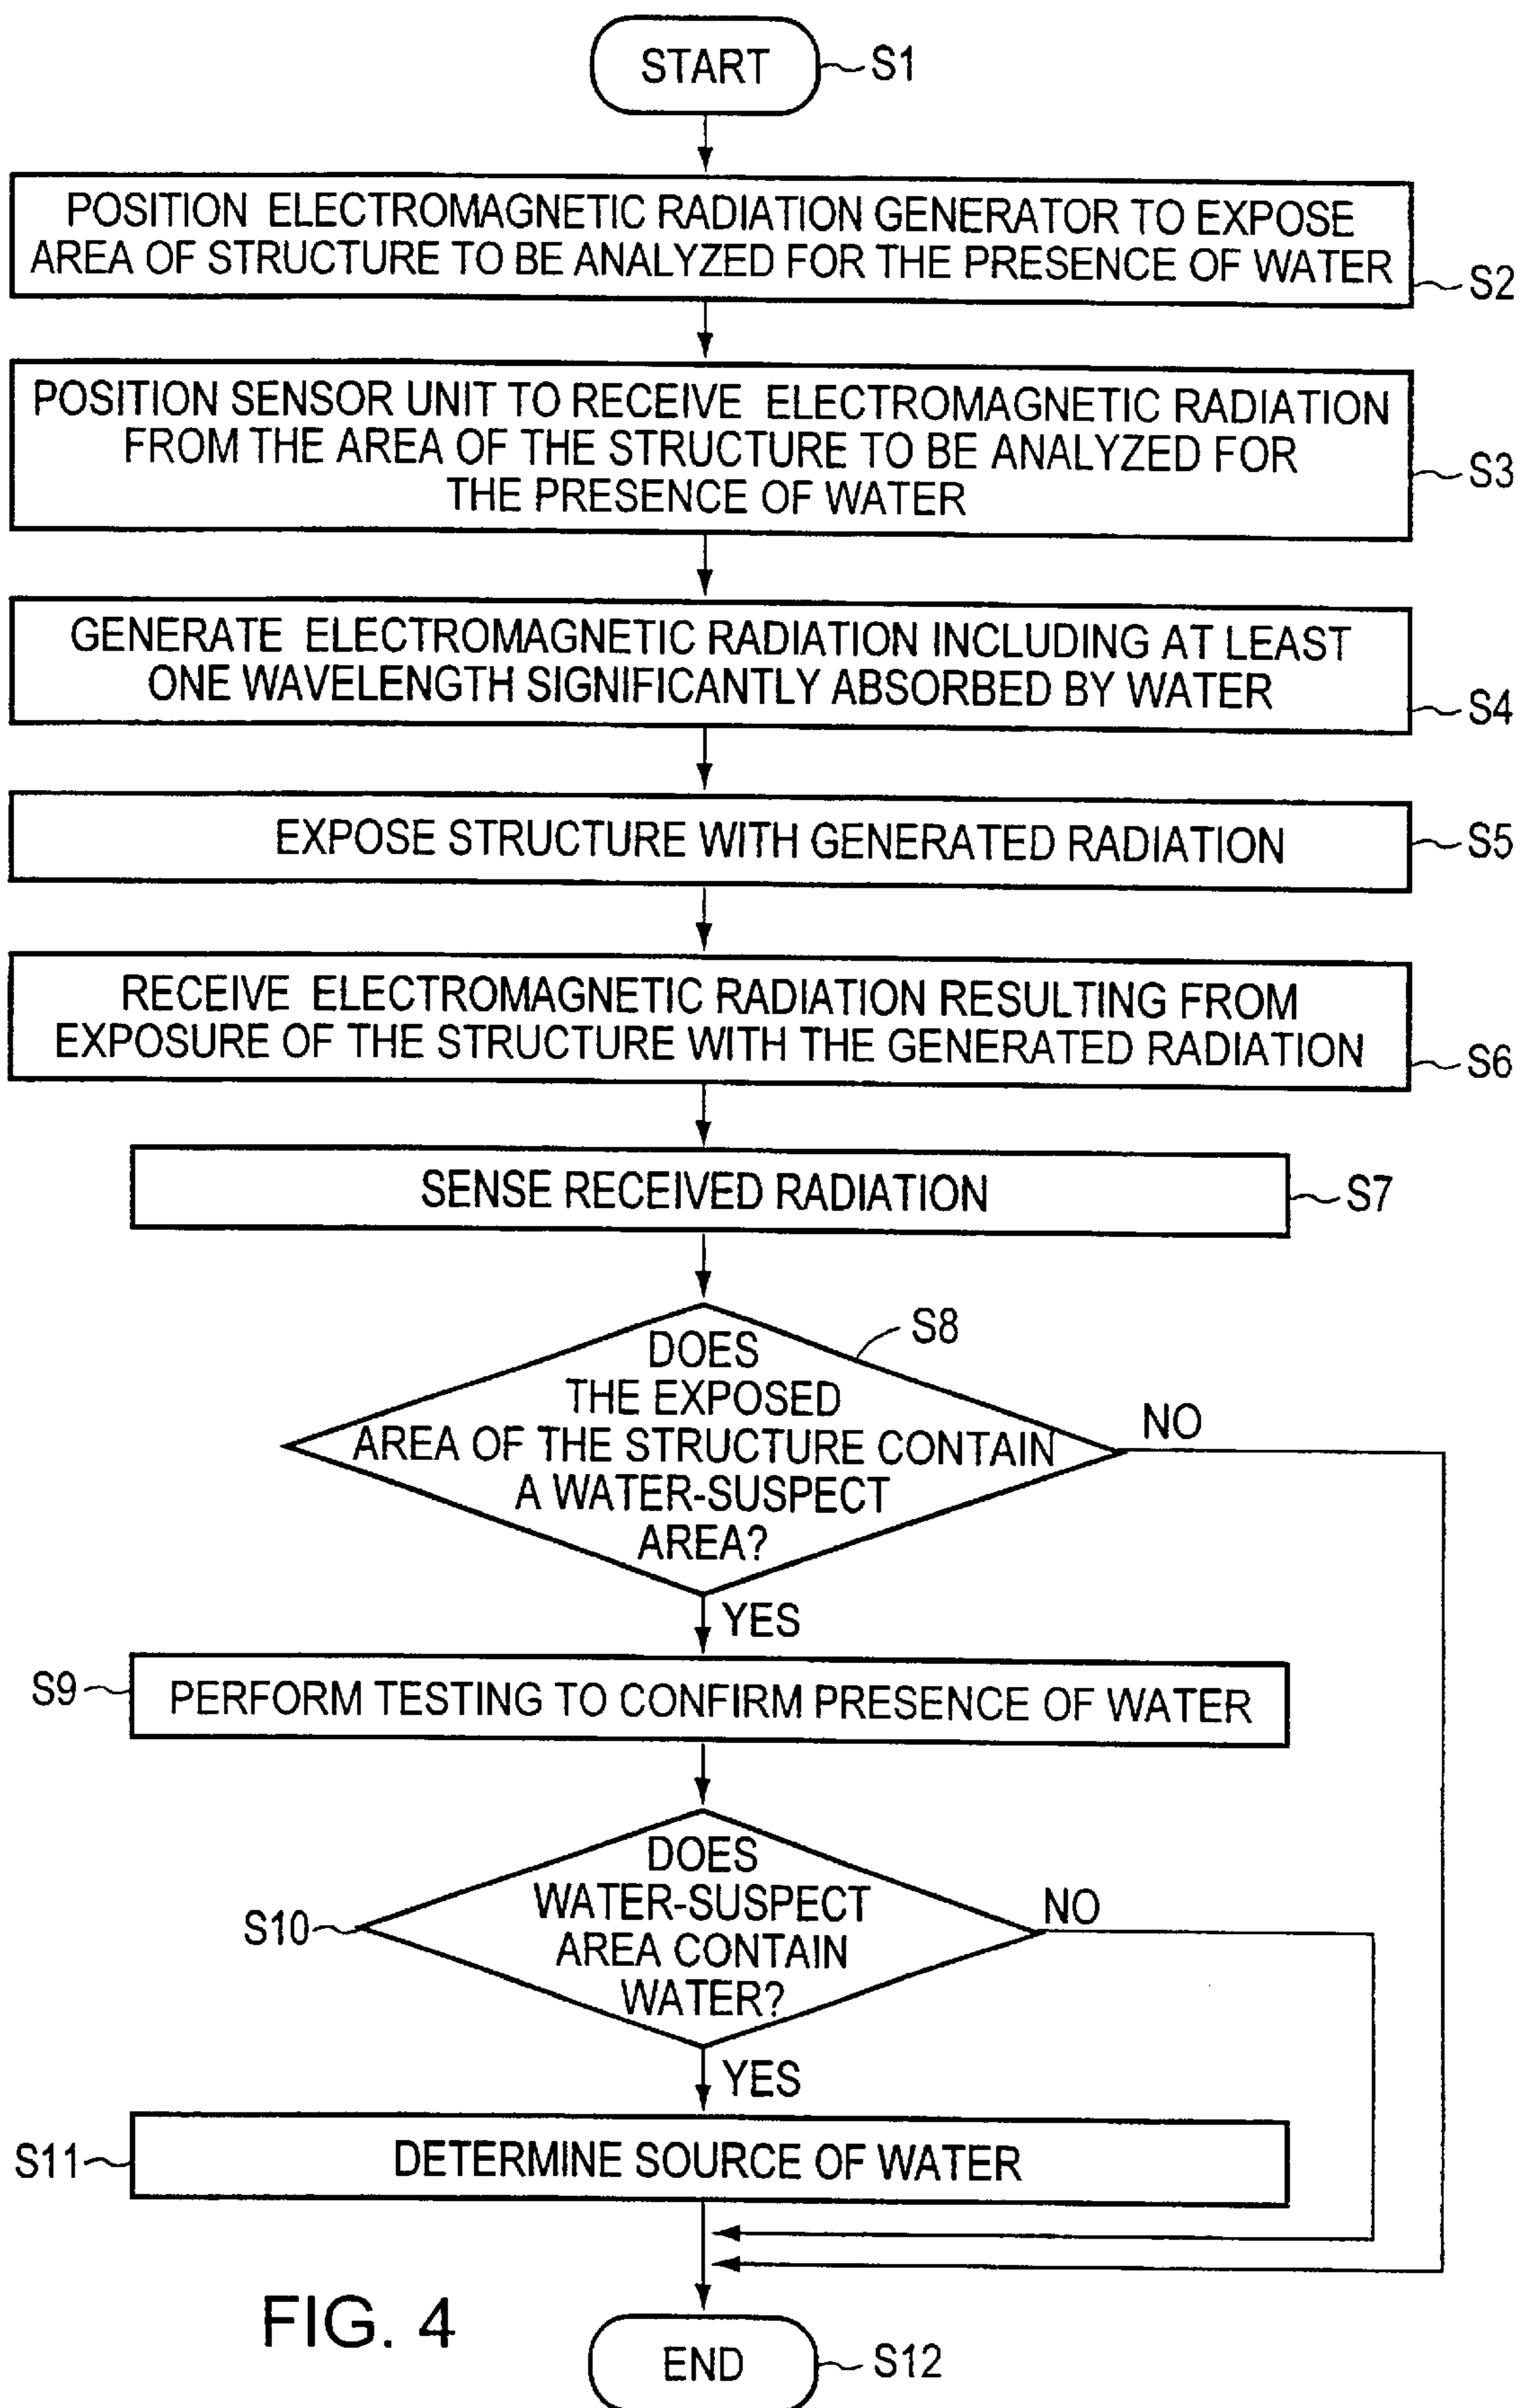 START
S1
POSITION ELECTROMAGNETIC RADIATION GENERATOR TO EXPOSE
AREA OF STRUCTURE TO BE ANALYZED FOR THE PRESENCE OF WATER
S2
POSITION SENSOR UNIT TO RECEIVE ELECTROMAGNETIC RADIATION
FROM THE AREA OF THE STRUCTURE TO BE ANALYZED FOR
THE PRESENCE OF WATER
S3
GENERATE ELECTROMAGNETIC RADIATION INCLUDING AT LEAST
ONE WAVELENGTH SIGNIFICANTLY ABSORBED BY WATER
S4
EXPOSE STRUCTURE WITH GENERATED RADIATION
S5
RECEIVE ELECTROMAGNETIC RADIATION RESULTING FROM
EXPOSURE OF THE STRUCTURE WITH THE GENERATED RADIATION
S6
SENSE RECEIVED RADIATION
S7
S8
DOES
THE EXPOSED
AREA OF THE STRUCTURE CONTAIN
A WATER-SUSPECT
AREA?
NO
YES
S9
PERFORM TESTING TO CONFIRM PRESENCE OF WATER
DOES
WATER-SUSPECT
AREA CONTAIN
WATER?
S10
NO
YES
S11
DETERMINE SOURCE OF WATER
FIG. 4
END
S12